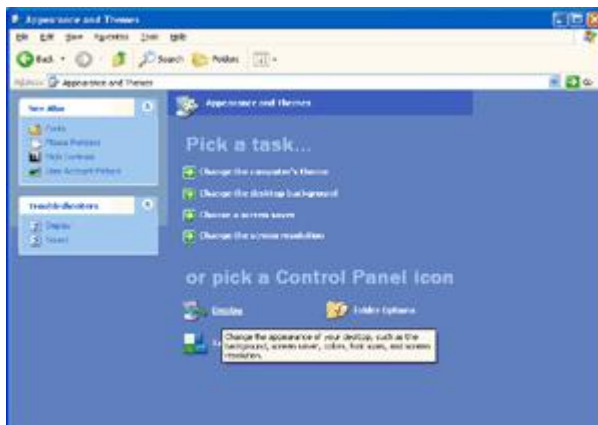 Appearance and Themes
File Edit View Favorites Tools Help
Back Search Folders
Address Appearance and Themes Go
See Also
Fonts
Mouse Pointers
High Contrast
User Account Picture
Troubleshooters
Display
Sound
Appearance and Themes
Pick a task...
Change the computer's theme
Change the desktop background
Choose a screen saver
Change the screen resolution
or pick a Control Panel icon
Display Folder Options
Change the appearance of your desktop, such as the
background, screen saver, colors, font sizes, and screen
resolution.